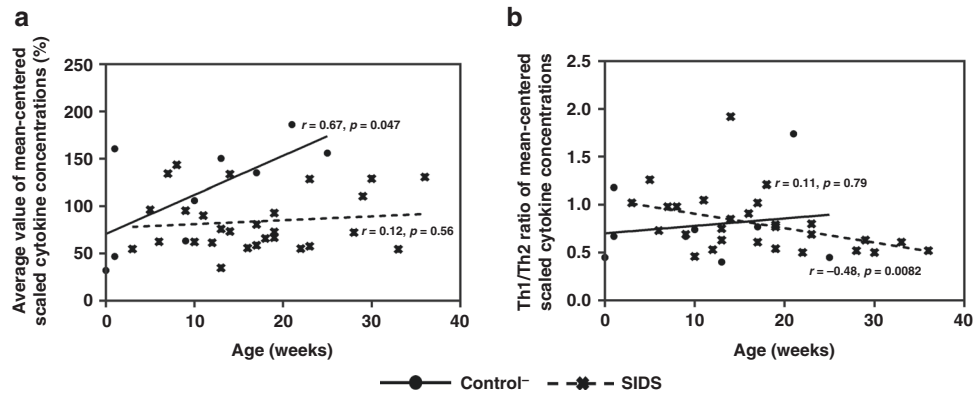 a
Average value of mean-centered
scaled cytokine concentrations (%)
250
200
150
100
50
0
r = 0.67, p = 0.047
r = 0.12, p = 0.56
0
10
20
30
40
Age (weeks)
b
Th1/Th2 ratio of mean-centered
scaled cytokine concentrations
2.5
2.0
1.5
1.0
0.5
0.0
r = 0.11, p = 0.79
r = –0.48, p = 0.0082
0
10
20
30
40
Age (weeks)
Control⁻
SIDS